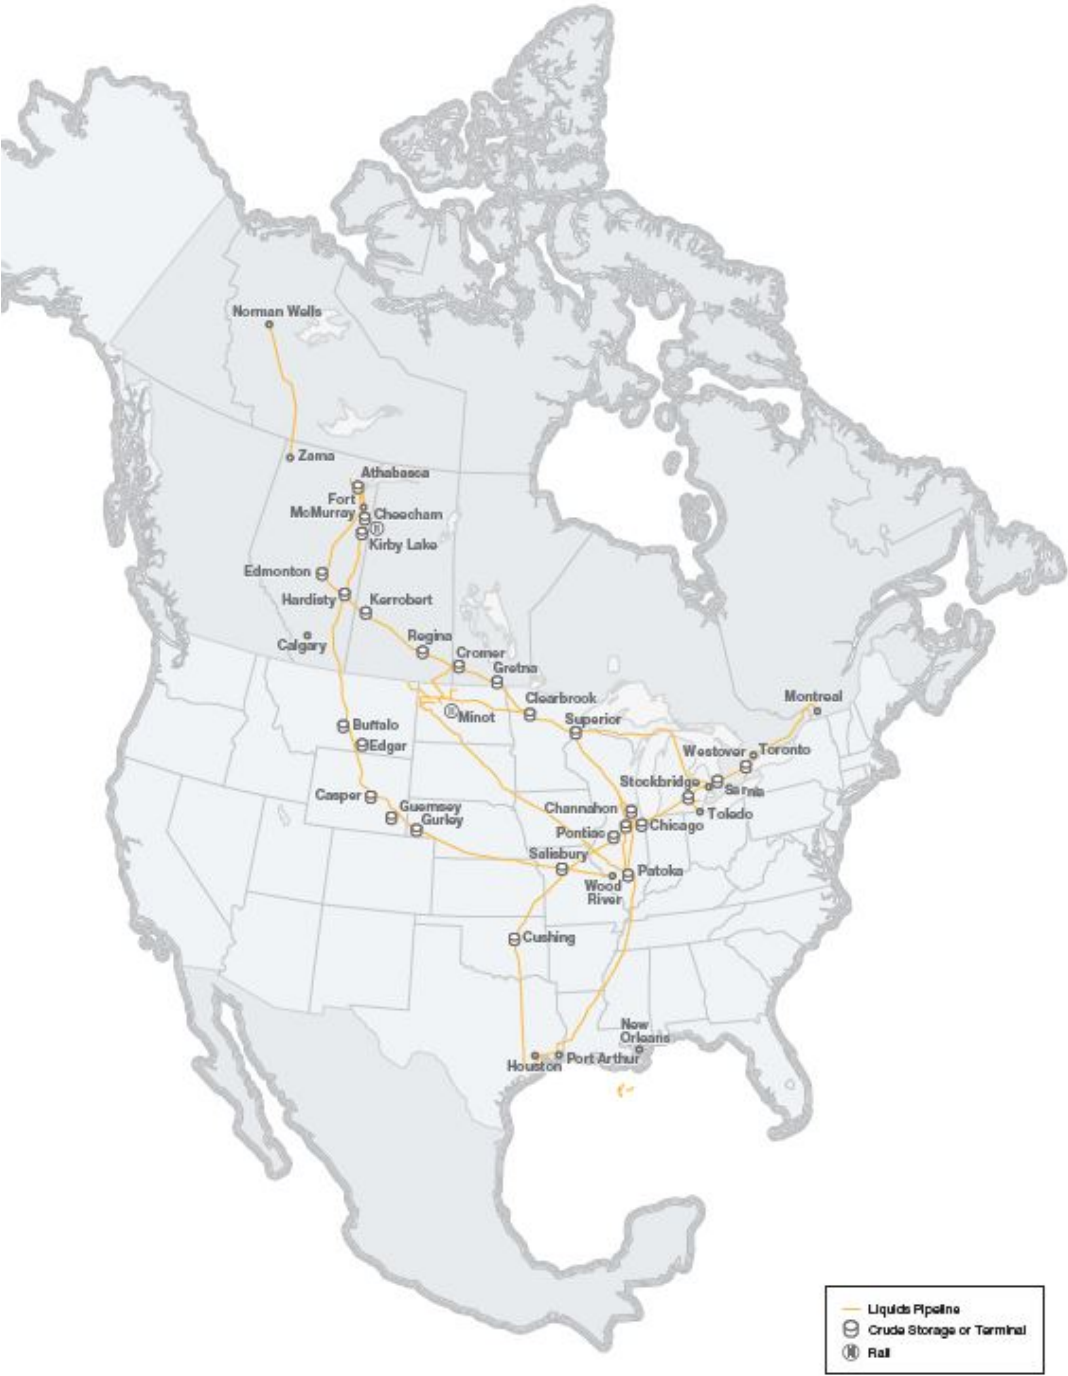 Norman Wells
Zama
Athabasca
Fort
McMurray
Cheecham
Kirby Lake
Edmonton
Hardisty
Kerrobert
Calgary
Regina
Cromer
Gretna
Clearbrook
Minot
Superior
Montreal
Buffalo
Edgar
Westover
Toronto
Stockbridge
Sarnia
Casper
Guernsey
Gurley
Channahon
Toledo
Pontiac
Chicago
Salisbury
Patoka
Wood
River
Cushing
New
Orleans
Houston
Port Arthur
Liquids Pipeline
Crude Storage or Terminal
Rail